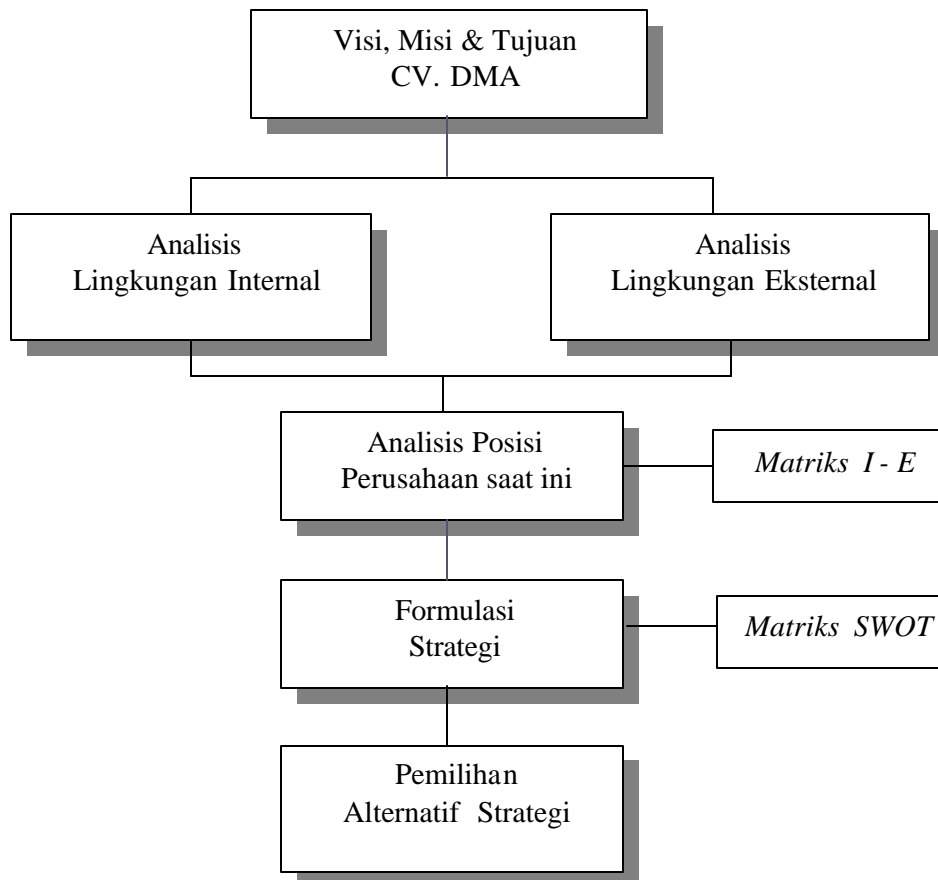 Visi, Misi & Tujuan
CV. DMA
Analisis
Lingkungan Internal
Analisis
Lingkungan Eksternal
Analisis Posisi
Perusahaan saat ini
Matriks I - E
Formulasi
Strategi
Matriks SWOT
Pemilihan
Alternatif Strategi